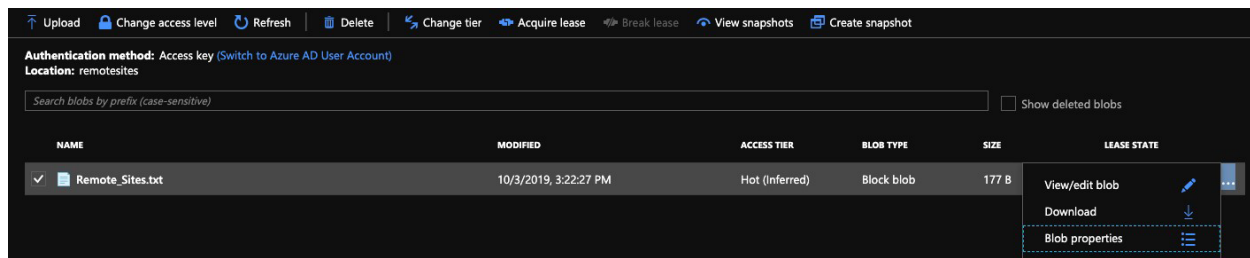 Upload Change access level Refresh Delete Change tier Acquire lease Break lease View snapshots Create snapshot
Authentication method: Access key (Switch to Azure AD User Account)
Location: remotesites
Search blobs by prefix (case-sensitive) Show deleted blobs
NAME MODIFIED ACCESS TIER BLOB TYPE SIZE LEASE STATE
Remote_Sites.txt 10/3/2019, 3:22:27 PM Hot (Inferred) Block blob 177 B ...
View/edit blob
Download
Blob properties